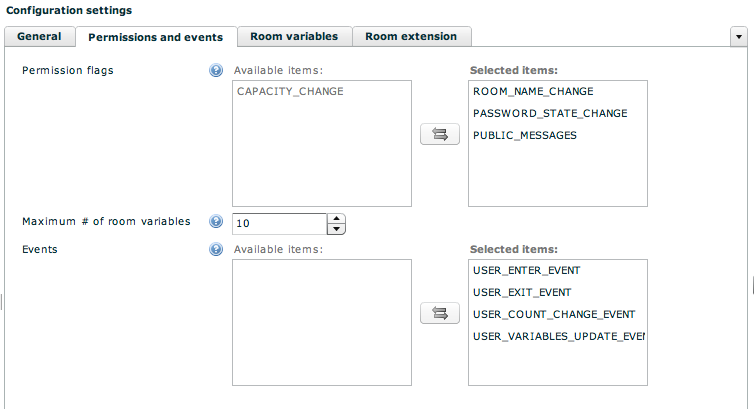 Configuration settings
General Permissions and events Room variables Room extension
Permission flags Available items: Selected items:
CAPACITY_CHANGE ROOM_NAME_CHANGE
PASSWORD_STATE_CHANGE
PUBLIC_MESSAGES
Maximum # of room variables 10
Events Available items: Selected items:
USER_ENTER_EVENT
USER_EXIT_EVENT
USER_COUNT_CHANGE_EVENT
USER_VARIABLES_UPDATE_EVEN